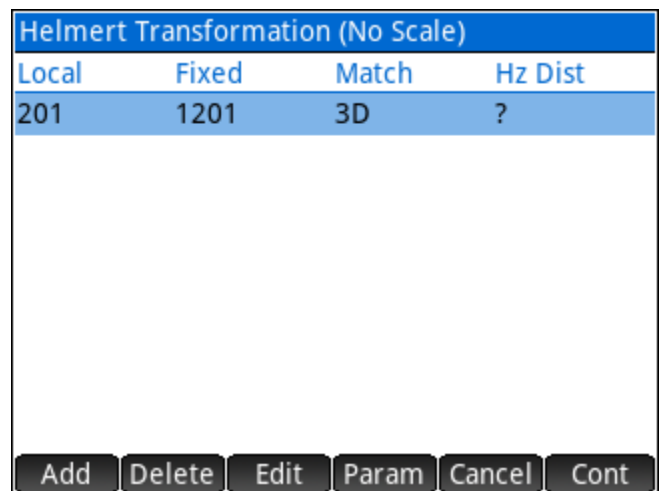 Helmert Transformation (No Scale)
Local Fixed Match Hz Dist
201 1201 3D ?
Add Delete Edit Param Cancel Cont